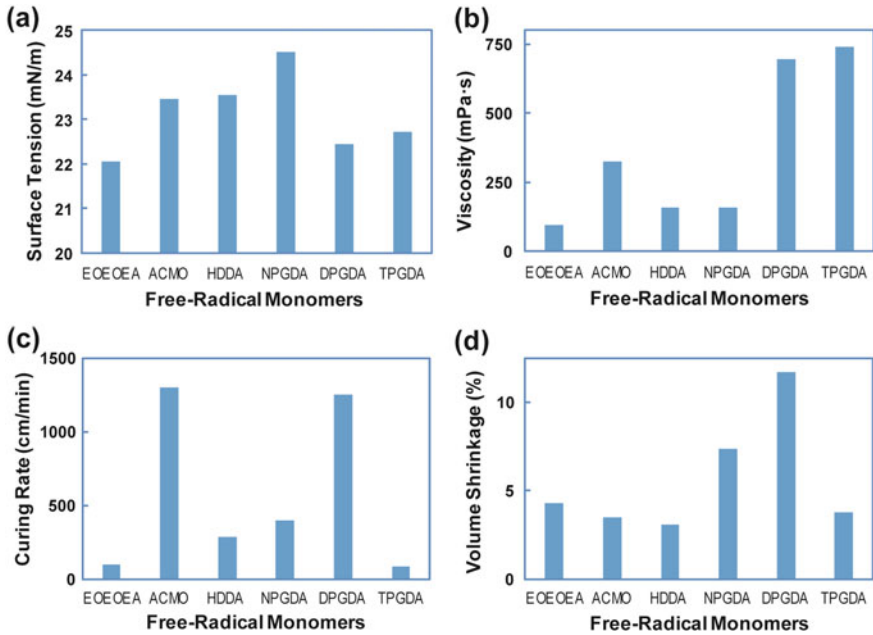 (a)
Surface Tension (mN/m)
25
24
23
22
21
20
EOEOEA ACMO HDDA NPGDA DPGDA TPGDA
Free-Radical Monomers
(b)
Viscosity (mPa·s)
750
500
250
0
EOEOEA ACMO HDDA NPGDA DPGDA TPGDA
Free-Radical Monomers
(c)
Curing Rate (cm/min)
1500
1000
500
0
EOEOEA ACMO HDDA NPGDA DPGDA TPGDA
Free-Radical Monomers
(d)
Volume Shrinkage (%)
10
5
0
EOEOEA ACMO HDDA NPGDA DPGDA TPGDA
Free-Radical Monomers